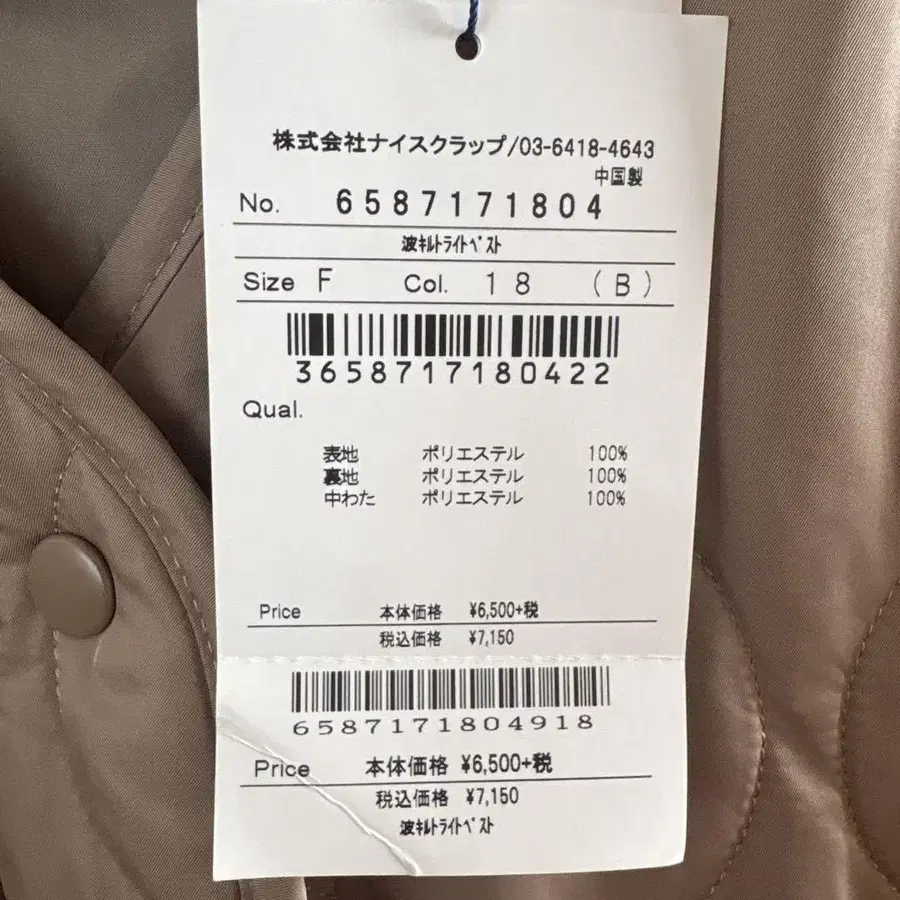 株式会社ナイスクラップ/03-6418-4643
中国製
No. 6587171804
波ｷﾙﾄﾗｲﾄﾍﾞｽﾄ
Size F Col. 18 (B)
3658717180422
Qual.
表地 ポリエステル 100%
裏地 ポリエステル 100%
中わた ポリエステル 100%
Price 本体価格 ¥6,500+税
税込価格 ¥7,150
6587171804918
Price 本体価格 ¥6,500+税
税込価格 ¥7,150
波ｷﾙﾄﾗｲﾄﾍﾞｽﾄ